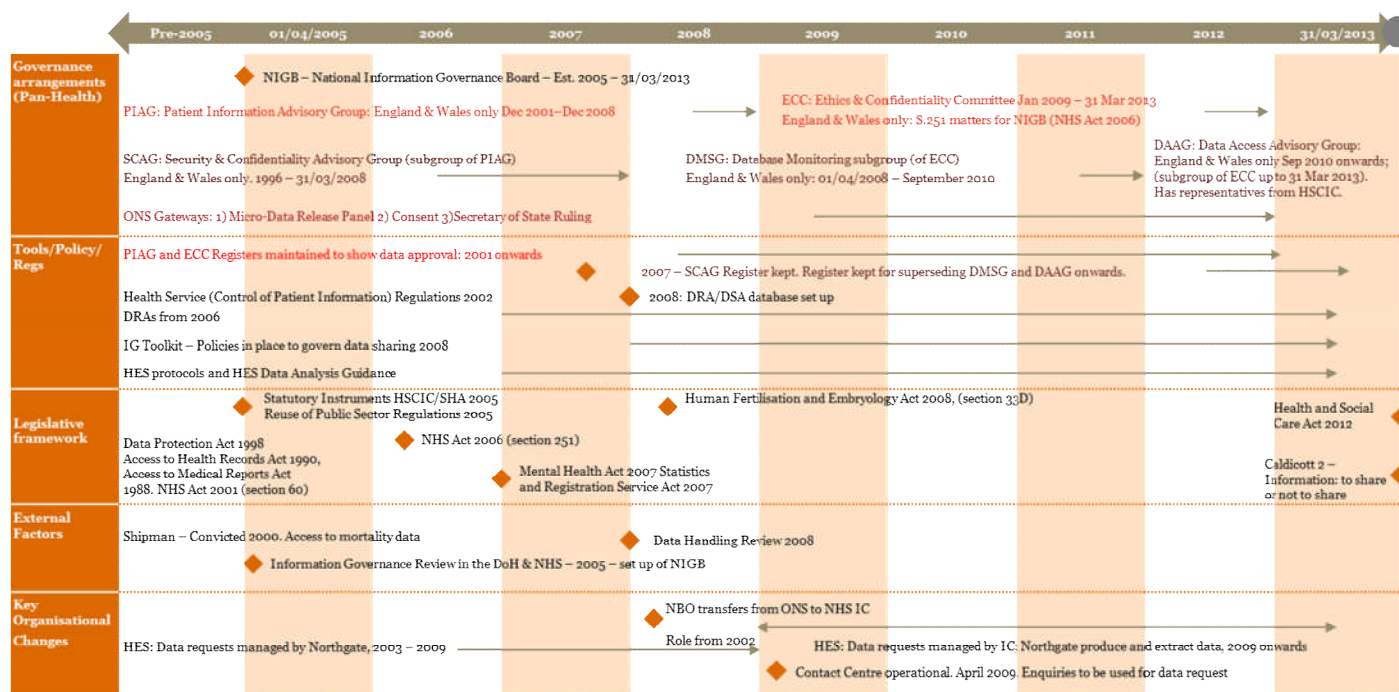 Pre-2005 01/04/2005 2006 2007 2008 2009 2010 2011 2012 31/03/2013
Governance
arrangements
(Pan-Health)
NIGB – National Information Governance Board – Est. 2005 – 31/03/2013
PIAG: Patient Information Advisory Group: England & Wales only Dec 2001–Dec 2008
ECC: Ethics & Confidentiality Committee Jan 2009 – 31 Mar 2013
England & Wales only: S.251 matters for NIGB (NHS Act 2006)
SCAG: Security & Confidentiality Advisory Group (subgroup of PIAG)
England & Wales only. 1996 – 31/03/2008
DMSG: Database Monitoring subgroup (of ECC)
England & Wales only: 01/04/2008 – September 2010
DAAG: Data Access Advisory Group:
England & Wales only Sep 2010 onwards;
(subgroup of ECC up to 31 Mar 2013).
Has representatives from HSCIC.
ONS Gateways: 1) Micro-Data Release Panel 2) Consent 3)Secretary of State Ruling
Tools/Policy/
Regs
PIAG and ECC Registers maintained to show data approval: 2001 onwards
2007 – SCAG Register kept. Register kept for superseding DMSG and DAAG onwards.
Health Service (Control of Patient Information) Regulations 2002
2008: DRA/DSA database set up
DRAs from 2006
IG Toolkit – Policies in place to govern data sharing 2008
HES protocols and HES Data Analysis Guidance
Legislative
framework
Statutory Instruments HSCIC/SHA 2005
Reuse of Public Sector Regulations 2005
Human Fertilisation and Embryology Act 2008, (section 33D)
Health and Social
Care Act 2012
Data Protection Act 1998
Access to Health Records Act 1990,
Access to Medical Reports Act
1988. NHS Act 2001 (section 60)
NHS Act 2006 (section 251)
Mental Health Act 2007 Statistics
and Registration Service Act 2007
Caldicott 2 –
Information: to share
or not to share
External
Factors
Shipman – Convicted 2000. Access to mortality data
Data Handling Review 2008
Information Governance Review in the DoH & NHS – 2005 – set up of NIGB
Key
Organisational
Changes
NBO transfers from ONS to NHS IC
Role from 2002
HES: Data requests managed by Northgate, 2003 – 2009
HES: Data requests managed by IC; Northgate produce and extract data, 2009 onwards
Contact Centre operational. April 2009. Enquiries to be used for data request